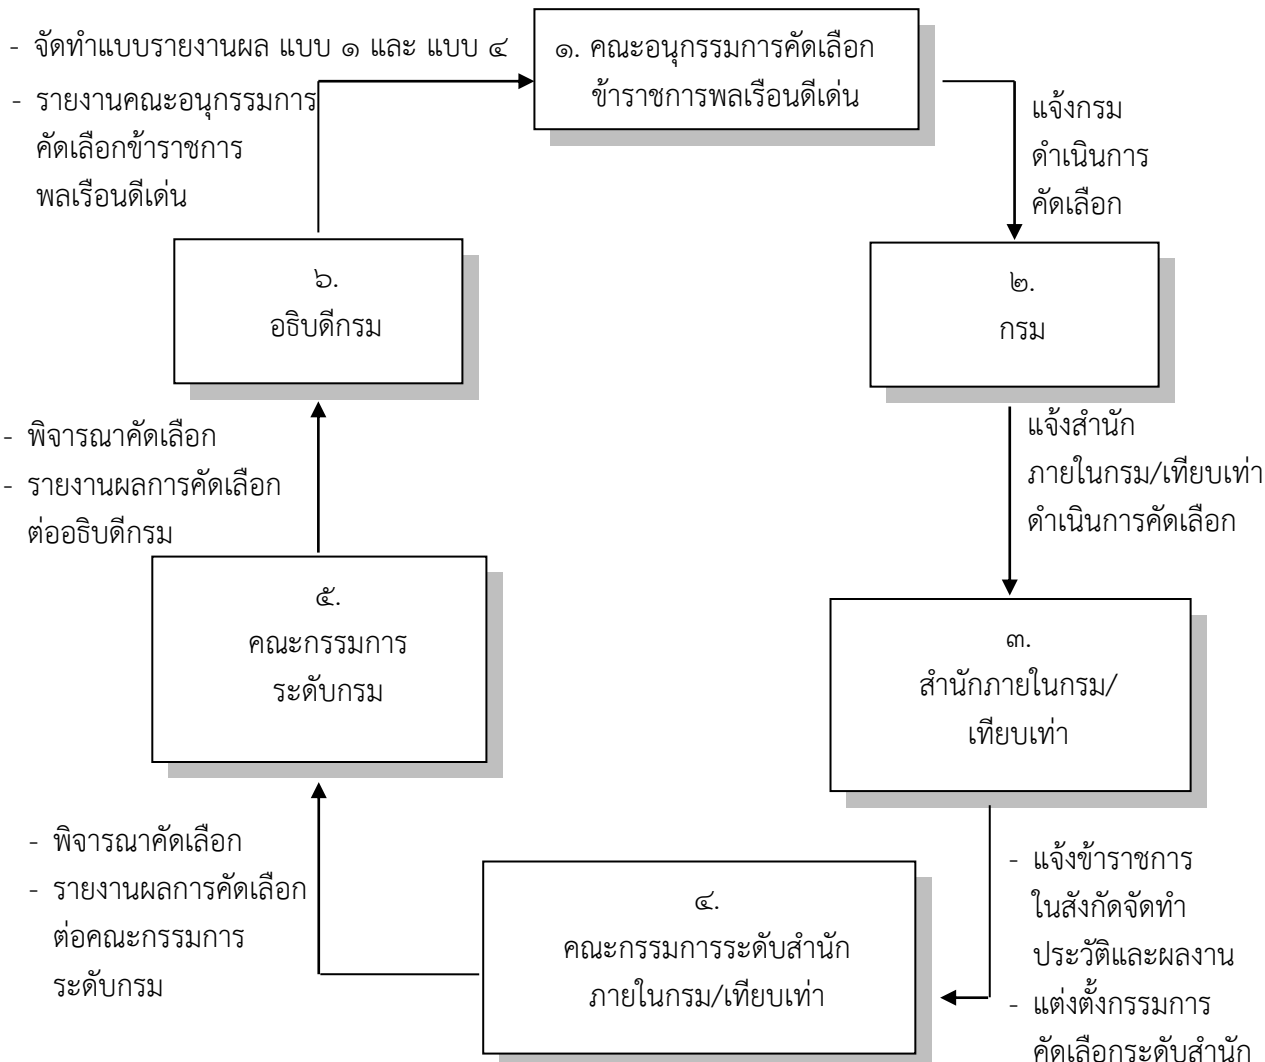 - จัดทำแบบรายงานผล แบบ ๑ และ แบบ ๔
- รายงานคณะอนุกรรมการ
คัดเลือกข้าราชการ
พลเรือนดีเด่น
๑. คณะอนุกรรมการคัดเลือก
ข้าราชการพลเรือนดีเด่น
แจ้งกรม
ดำเนินการ
คัดเลือก
๒.
กรม
แจ้งสำนัก
ภายในกรม/เทียบเท่า
ดำเนินการคัดเลือก
๓.
สำนักภายในกรม/
เทียบเท่า
- แจ้งข้าราชการ
ในสังกัดจัดทำ
ประวัติและผลงาน
- แต่งตั้งกรรมการ
คัดเลือกระดับสำนัก
๔.
คณะกรรมการระดับสำนัก
ภายในกรม/เทียบเท่า
- พิจารณาคัดเลือก
- รายงานผลการคัดเลือก
ต่อคณะกรรมการ
ระดับกรม
๕.
คณะกรรมการ
ระดับกรม
- พิจารณาคัดเลือก
- รายงานผลการคัดเลือก
ต่ออธิบดีกรม
๖.
อธิบดีกรม